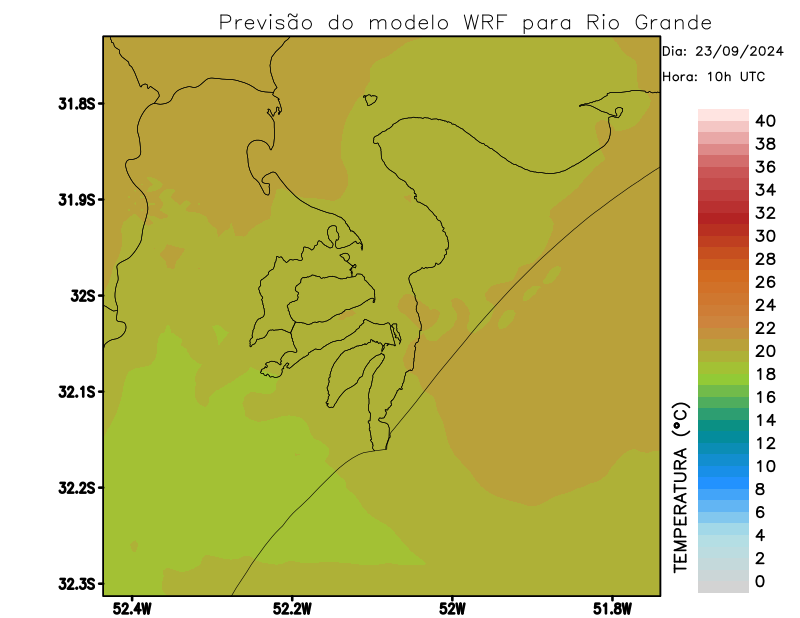 Previsão do modelo WRF para Rio Grande
Dia: 23/09/2024
Hora: 10h UTC
31.8S
31.9S
32S
32.1S
32.2S
32.3S
52.4W
52.2W
52W
51.8W
TEMPERATURA (°C)
40
38
36
34
32
30
28
26
24
22
20
18
16
14
12
10
8
6
4
2
0